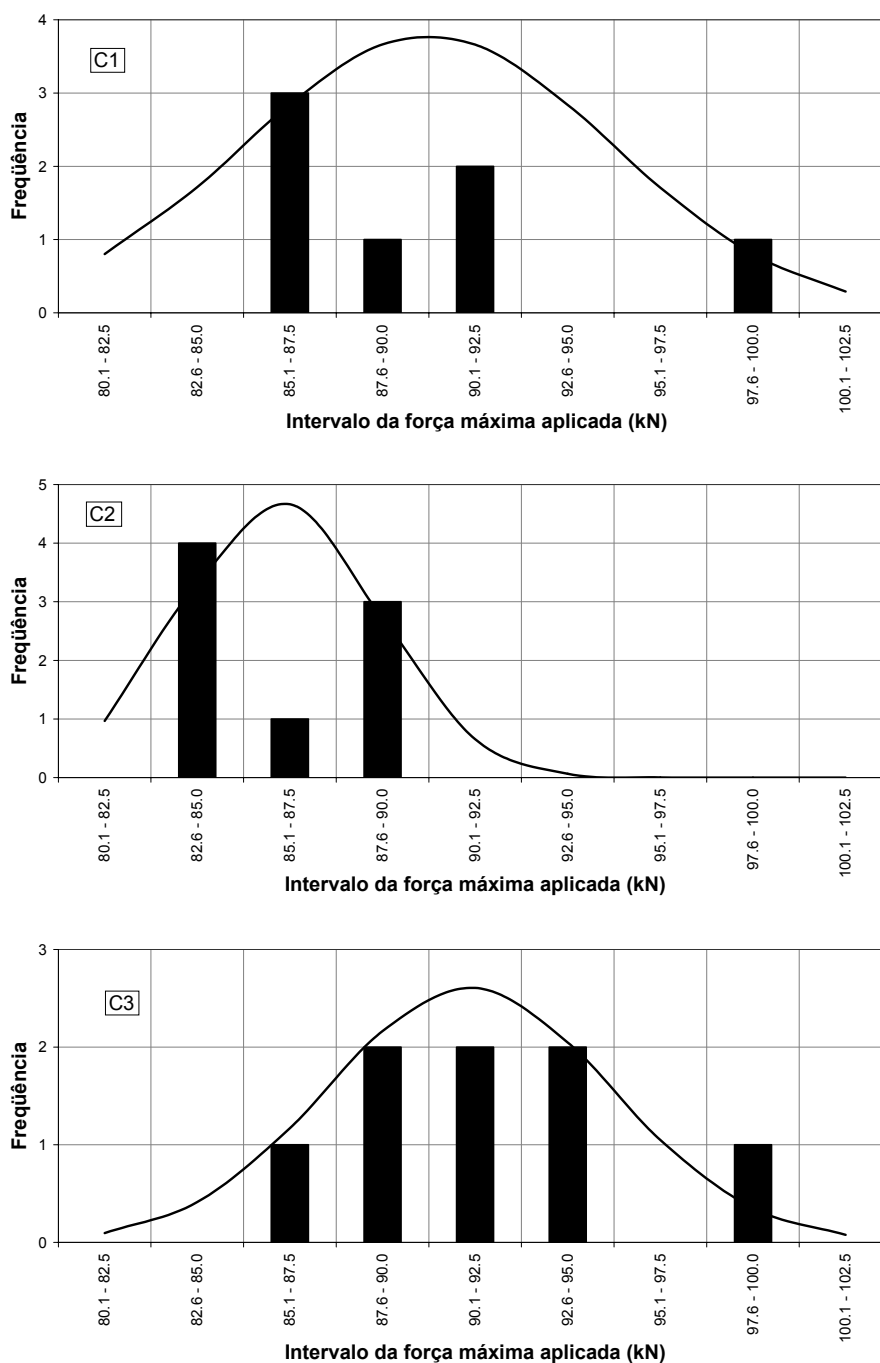 C1
Freqüência
4
3
2
1
0
80.1 - 82.5
82.6 - 85.0
85.1 - 87.5
87.6 - 90.0
90.1 - 92.5
92.6 - 95.0
95.1 - 97.5
97.6 - 100.0
100.1 - 102.5
Intervalo da força máxima aplicada (kN)
C2
Freqüência
5
4
3
2
1
0
80.1 - 82.5
82.6 - 85.0
85.1 - 87.5
87.6 - 90.0
90.1 - 92.5
92.6 - 95.0
95.1 - 97.5
97.6 - 100.0
100.1 - 102.5
Intervalo da força máxima aplicada (kN)
C3
Freqüência
3
2
1
0
80.1 - 82.5
82.6 - 85.0
85.1 - 87.5
87.6 - 90.0
90.1 - 92.5
92.6 - 95.0
95.1 - 97.5
97.6 - 100.0
100.1 - 102.5
Intervalo da força máxima aplicada (kN)